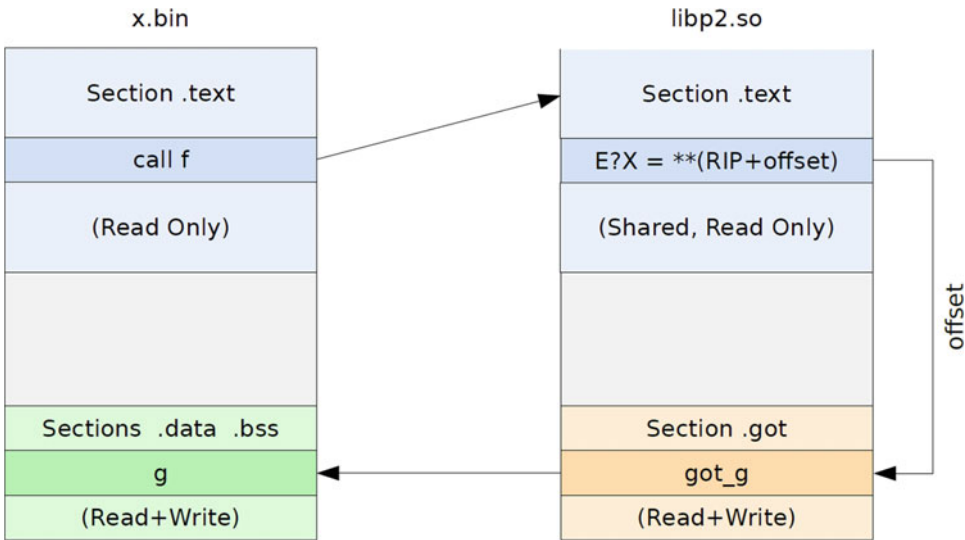 x.bin
Section .text
call f
(Read Only)
Sections .data .bss
g
(Read+Write)
libp2.so
Section .text
E?X = **(RIP+offset)
(Shared, Read Only)
Section .got
got_g
(Read+Write)
offset